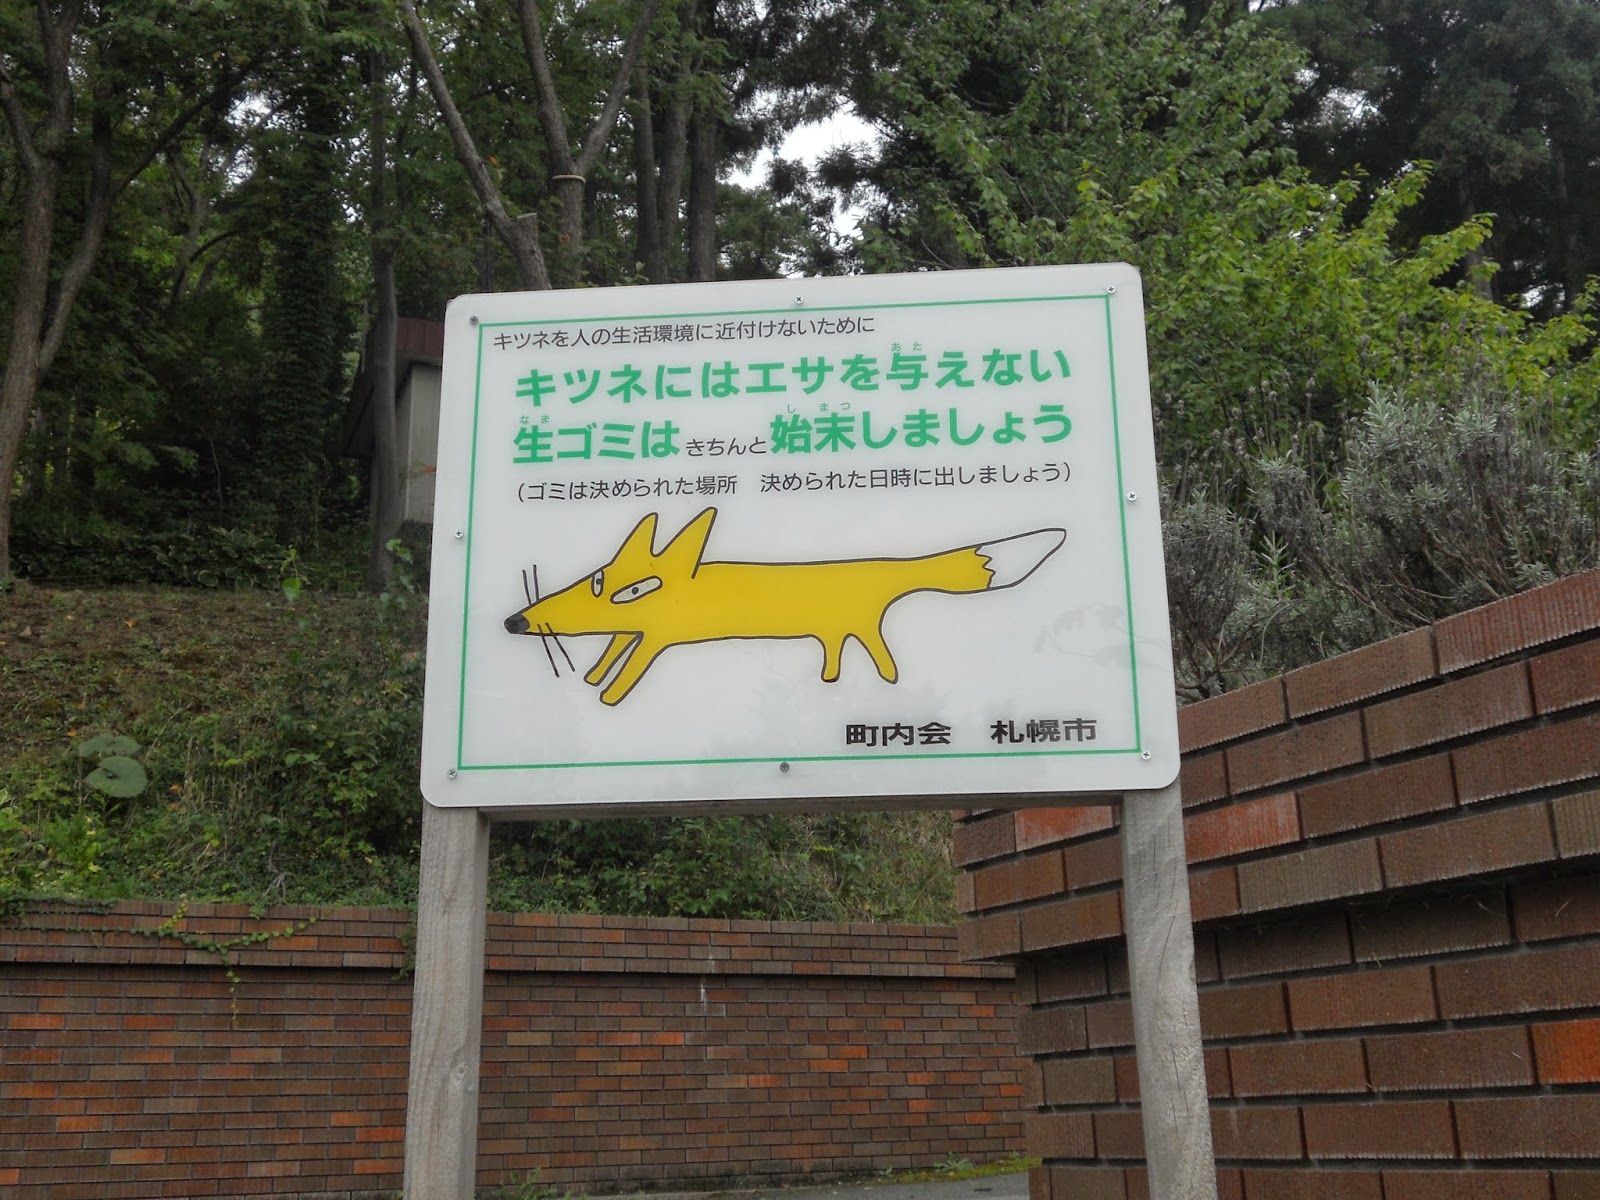 キツネを人の生活環境に近付けないために
キツネにはエサを与えない
生ゴミはきちんと始末しましょう
（ゴミは決められた場所　決められた日時に出しましょう）
町内会　札幌市